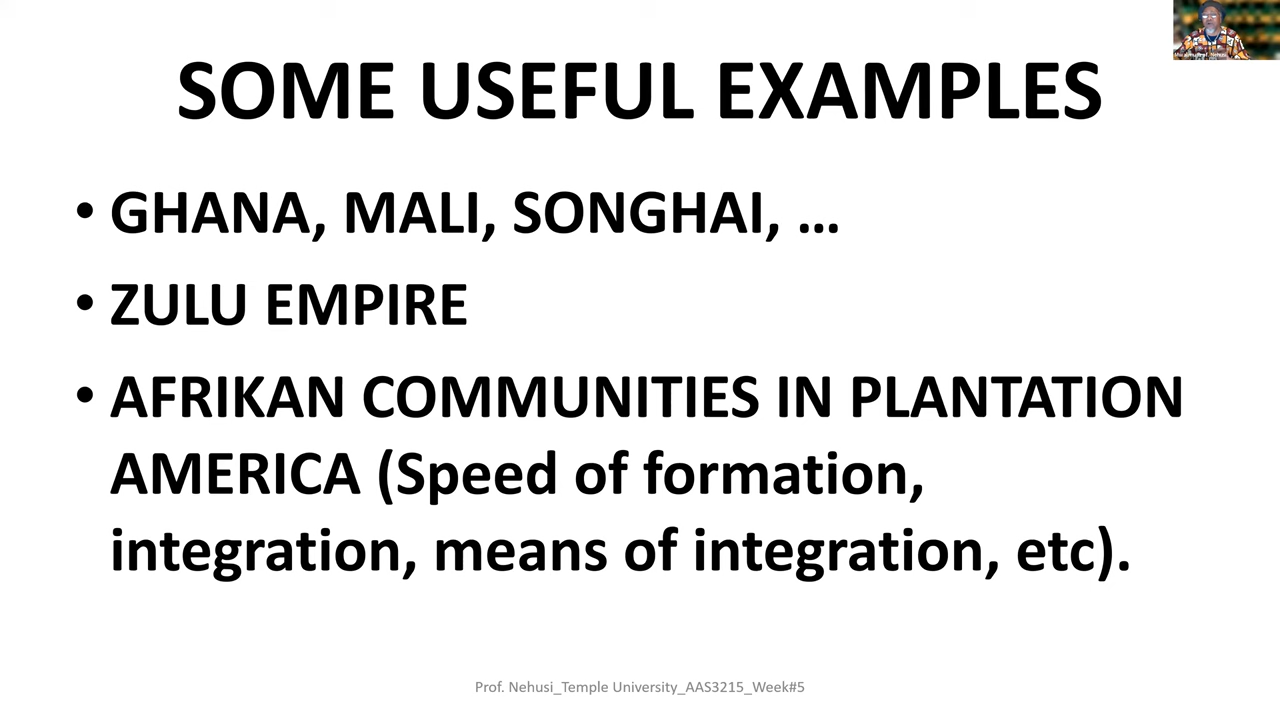 SOME USEFUL EXAMPLES
• GHANA, MALI, SONGHAI, ...
• ZULU EMPIRE
• AFRIKAN COMMUNITIES IN PLANTATION
AMERICA (Speed of formation,
integration, means of integration, etc).
Prof. Nehusi_Temple University_AAS3215_Week#5